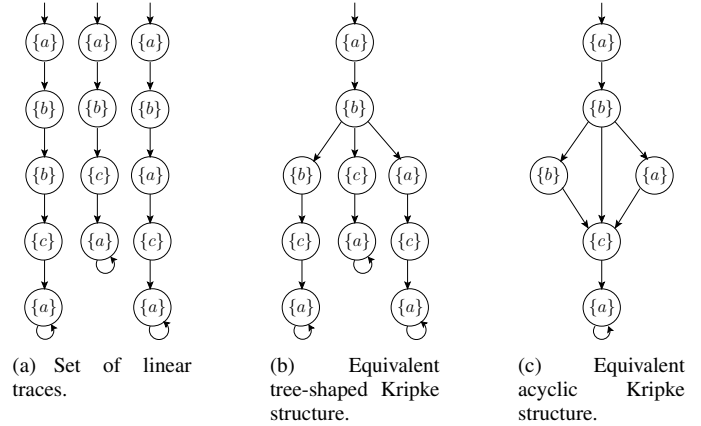 {a} {a} {a} {a} {a}
{b} {b} {b} {b} {b}
{b} {c} {a} {b} {c} {a} {b} {a}
{c} {a} {c} {c} {a} {c} {c}
{a} {a} {a} {a} {a}
(a) Set of linear
traces.
(b) Equivalent
tree-shaped Kripke
structure.
(c) Equivalent
acyclic Kripke
structure.